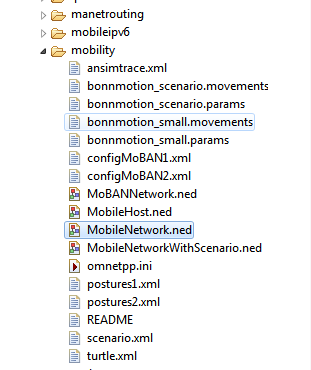 manetrouting
mobileipv6
mobility
ansimtrace.xml
bonnmotion_scenario.movements
bonnmotion_scenario.params
bonnmotion_small.movements
bonnmotion_small.params
configMoBAN1.xml
configMoBAN2.xml
MoBANNetwork.ned
MobileHost.ned
MobileNetwork.ned
MobileNetworkWithScenario.ned
omnetpp.ini
postures1.xml
postures2.xml
README
scenario.xml
turtle.xml